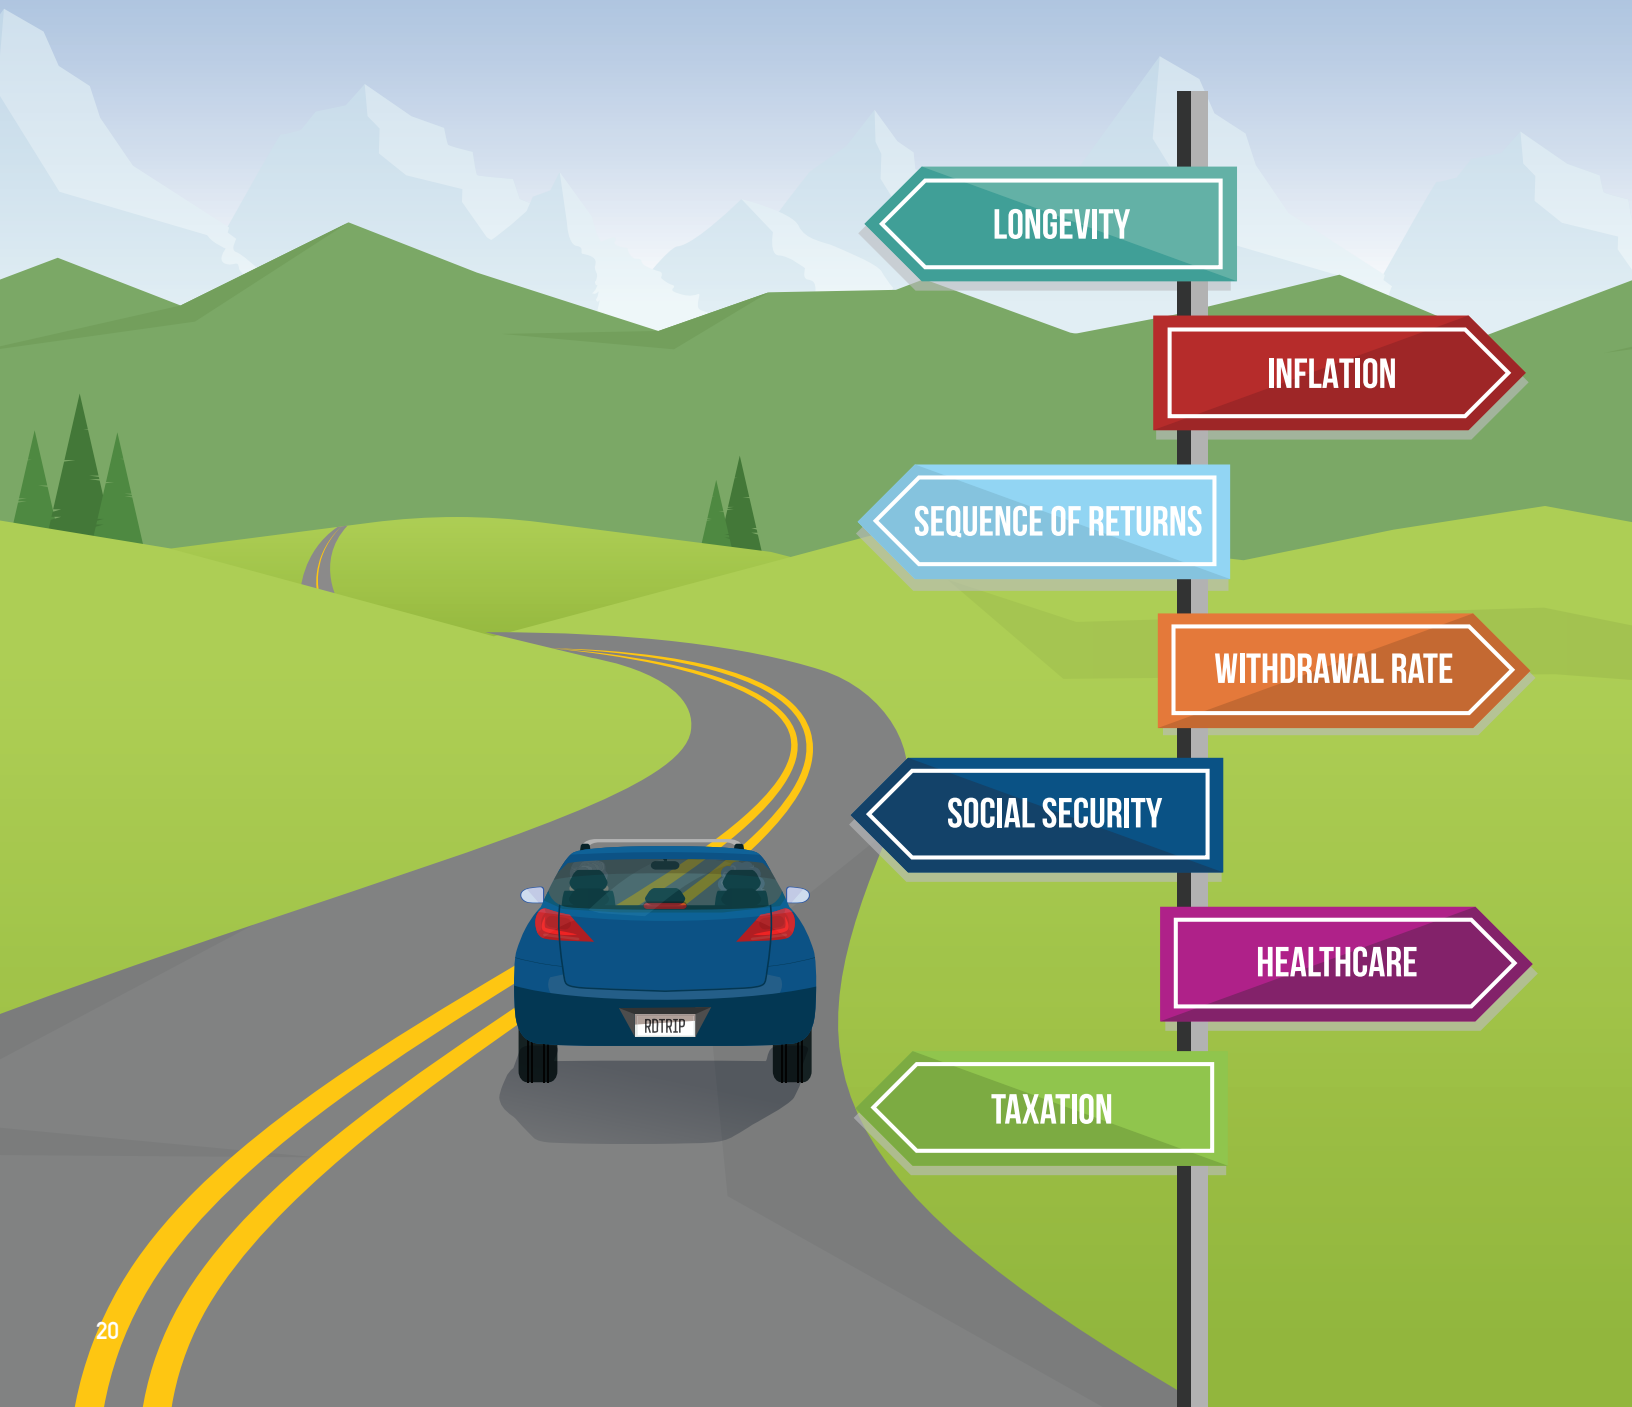 LONGEVITY
INFLATION
SEQUENCE OF RETURNS
WITHDRAWAL RATE
SOCIAL SECURITY
HEALTHCARE
RDTRIP
TAXATION
20